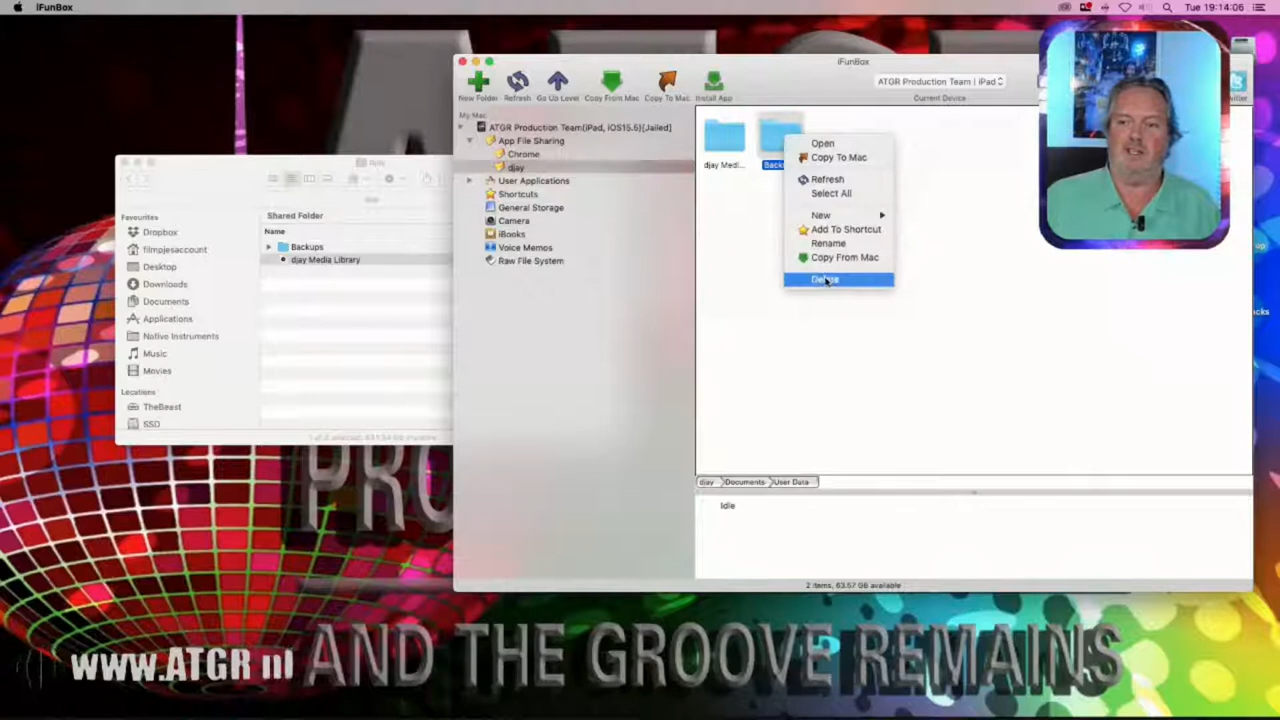 iFunBox
Tue 19:14:06
iFunBox
New Folder
Refresh
Go Up Level
Copy From Mac
Copy To Mac
Install App
ATGR Production Team | iPad
Current Device
My Mac
ATGR Production Team(iPad, iOS15.5)[Jailed]
App File Sharing
Chrome
djay
User Applications
Shortcuts
General Storage
Camera
iBooks
Voice Memos
Raw File System
djay Medi...
Open
Copy To Mac
Refresh
Select All
New
Add To Shortcut
Rename
Copy From Mac
Delete
djay
Documents
User Data
Idle
2 items, 63.57 GB available
Favourites
Dropbox
filmpjesaccount
Desktop
Downloads
Documents
Applications
Native Instruments
Music
Movies
Locations
TheBeast
SSD
Shared Folder
Name
Backups
djay Media Library
PRO
www.ATGR.nl
AND THE GROOVE REMAINS